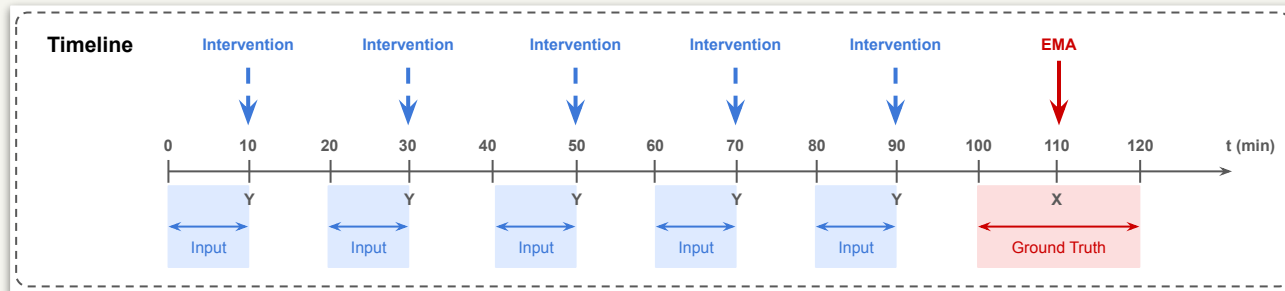 Timeline
Intervention Intervention Intervention Intervention Intervention EMA
0 10 20 30 40 50 60 70 80 90 100 110 120 t (min)
Y Y Y Y Y X
Input Input Input Input Input Ground Truth